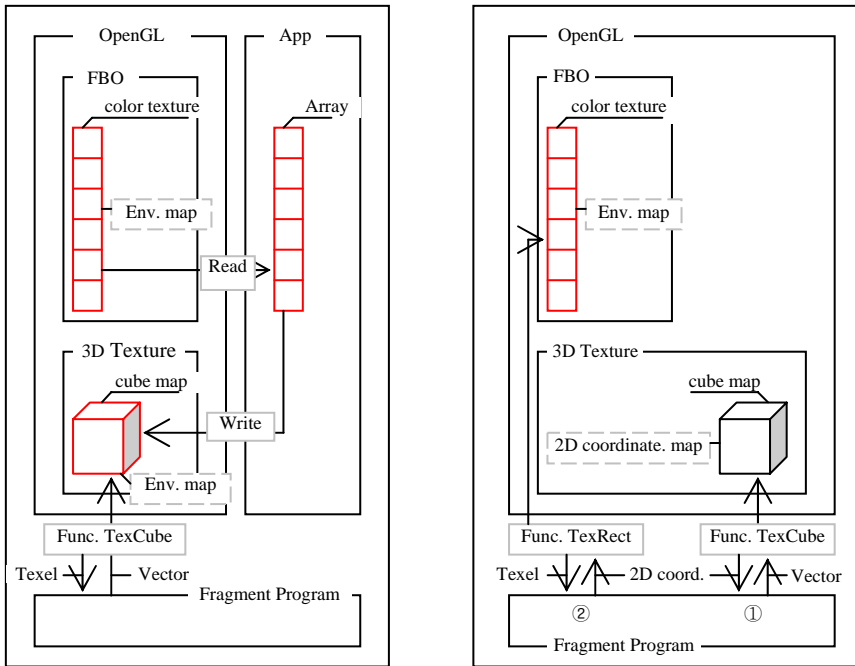 OpenGL
App
FBO
color texture
Array
Env. map
Read
3D Texture
cube map
Write
Env. map
Func. TexCube
Texel
Vector
Fragment Program
OpenGL
FBO
color texture
Env. map
3D Texture
cube map
2D coordinate. map
Func. TexRect
Func. TexCube
Texel
2D coord.
Vector
②
①
Fragment Program